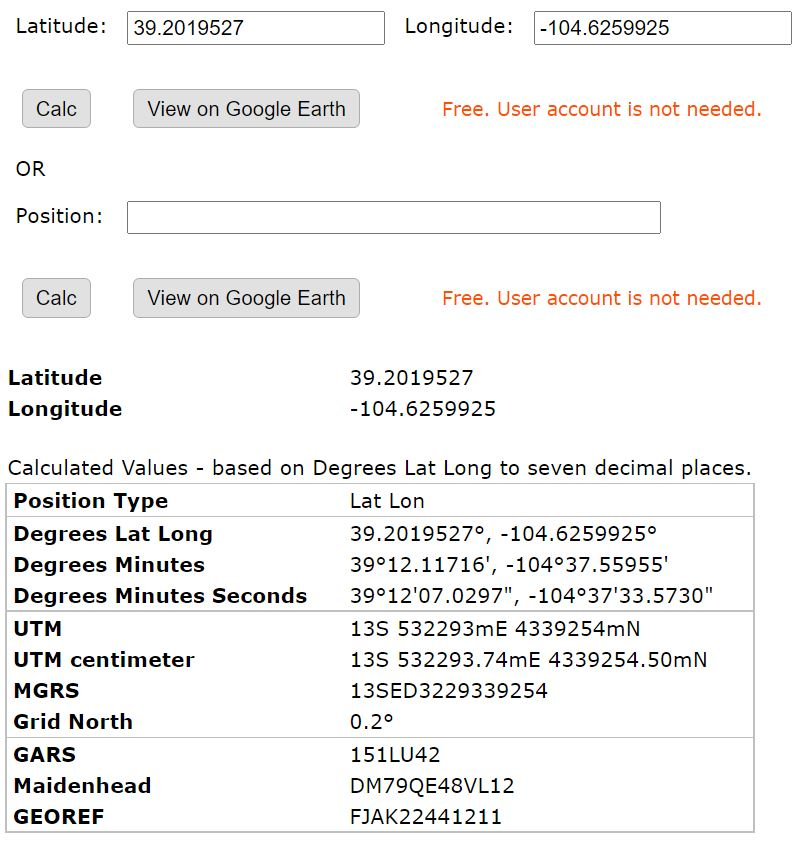 Latitude: 39.2019527 Longitude: -104.6259925
Calc View on Google Earth Free. User account is not needed.
OR
Position:
Calc View on Google Earth Free. User account is not needed.
Latitude 39.2019527
Longitude -104.6259925
Calculated Values - based on Degrees Lat Long to seven decimal places.
Position Type Lat Lon
Degrees Lat Long 39.2019527°, -104.6259925°
Degrees Minutes 39°12.11716', -104°37.55955'
Degrees Minutes Seconds 39°12'07.0297", -104°37'33.5730"
UTM 13S 532293mE 4339254mN
UTM centimeter 13S 532293.74mE 4339254.50mN
MGRS 13SED3229339254
Grid North 0.2°
GARS 151LU42
Maidenhead DM79QE48VL12
GEOREF FJAK22441211